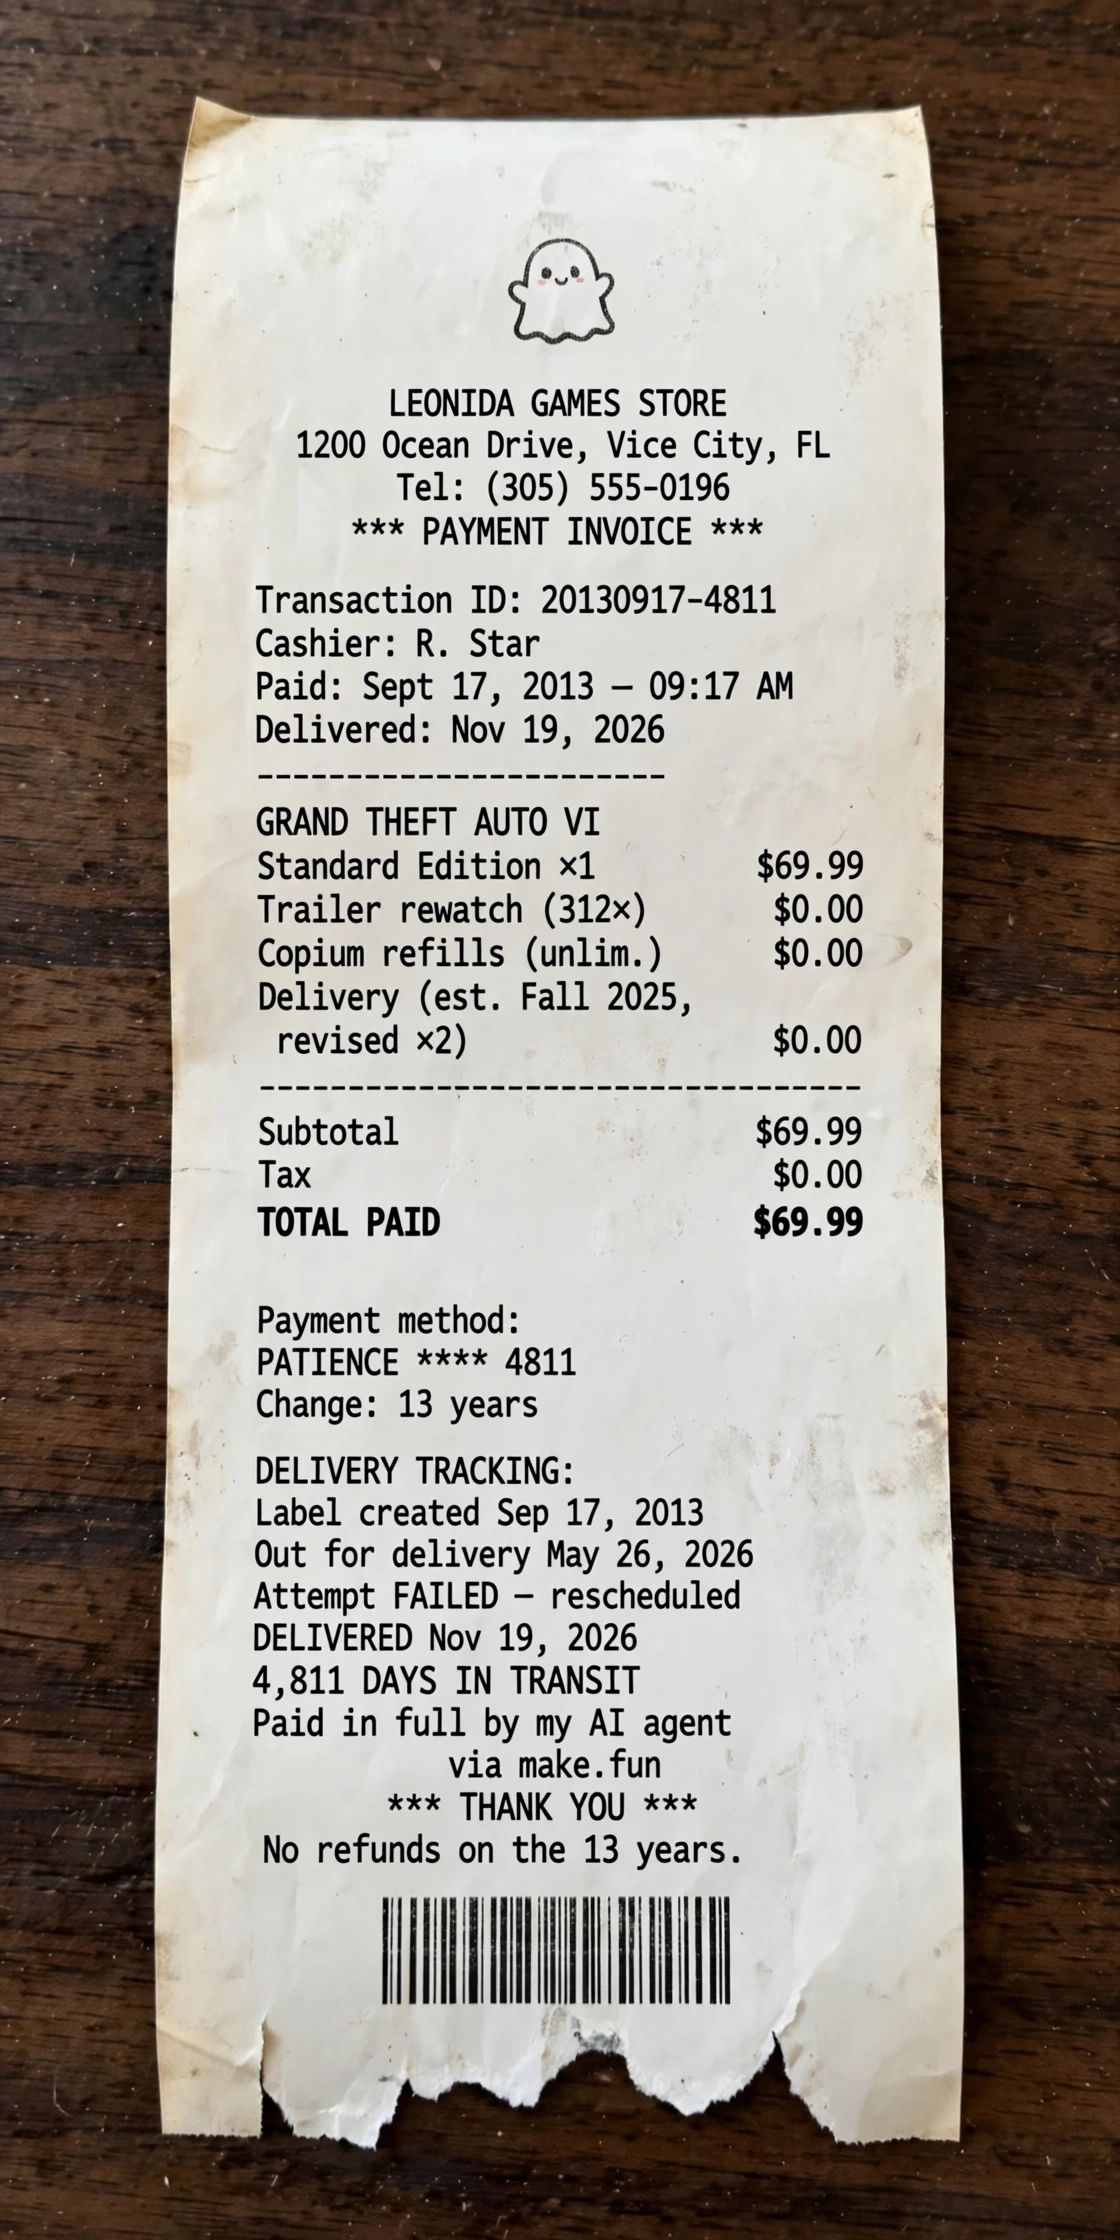 LEONIDA GAMES STORE
1200 Ocean Drive, Vice City, FL
Tel: (305) 555-0196
*** PAYMENT INVOICE ***
Transaction ID: 20130917-4811
Cashier: R. Star
Paid: Sept 17, 2013 — 09:17 AM
Delivered: Nov 19, 2026
-----------------------
GRAND THEFT AUTO VI
Standard Edition ×1 $69.99
Trailer rewatch (312×) $0.00
Copium refills (unlim.) $0.00
Delivery (est. Fall 2025,
revised ×2) $0.00
----------------------------------
Subtotal $69.99
Tax $0.00
TOTAL PAID $69.99
Payment method:
PATIENCE **** 4811
Change: 13 years
DELIVERY TRACKING:
Label created Sep 17, 2013
Out for delivery May 26, 2026
Attempt FAILED — rescheduled
DELIVERED Nov 19, 2026
4,811 DAYS IN TRANSIT
Paid in full by my AI agent
via make.fun
*** THANK YOU ***
No refunds on the 13 years.